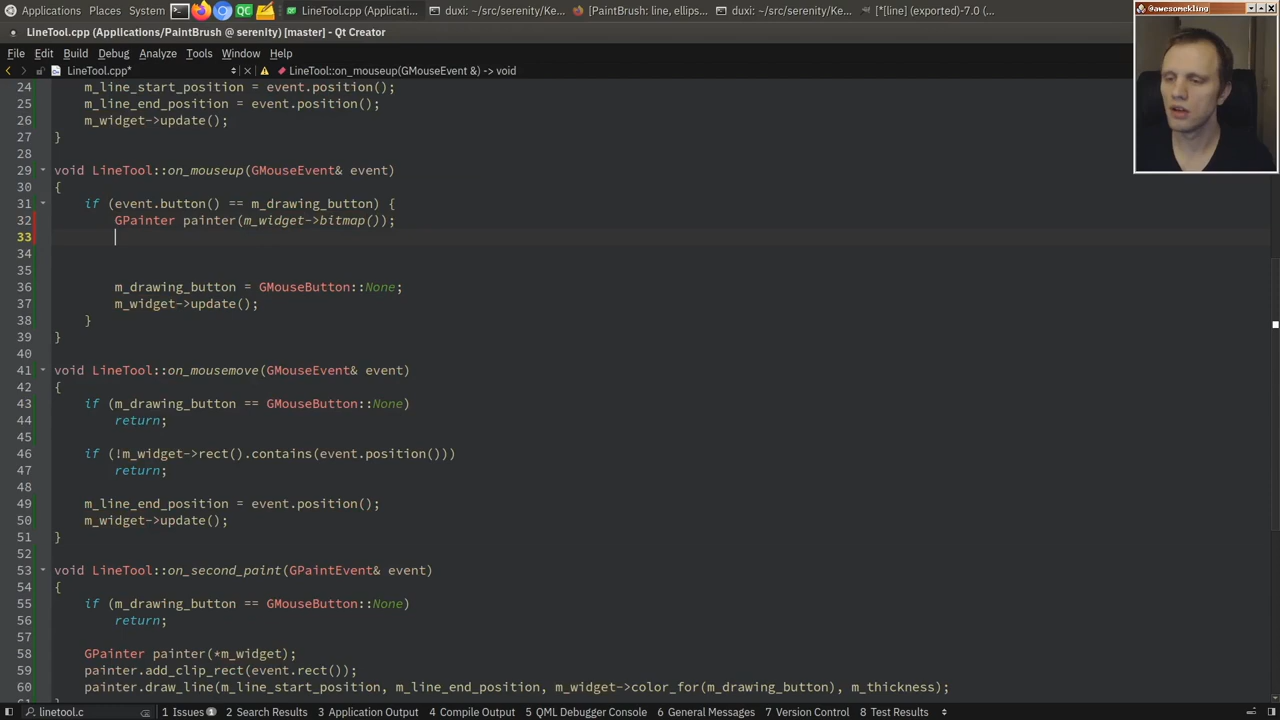 Applications Places System LineTool.cpp (Applicati... duxi: ~/src/serenity/Ke... [PaintBrush: line, ellips... duxi: ~/src/serenity/Ke... [*[line] (exported)-7.0 (... @awesomekling
LineTool.cpp (Applications/PaintBrush @ serenity) [master] - Qt Creator
File Edit Build Debug Analyze Tools Window Help
LineTool.cpp* LineTool::on_mouseup(GMouseEvent &) -> void
24 m_line_start_position = event.position();
25 m_line_end_position = event.position();
26 m_widget->update();
27 }
28
29 void LineTool::on_mouseup(GMouseEvent& event)
30 {
31 if (event.button() == m_drawing_button) {
32 GPainter painter(m_widget->bitmap());
33
34
35
36 m_drawing_button = GMouseButton::None;
37 m_widget->update();
38 }
39 }
40
41 void LineTool::on_mousemove(GMouseEvent& event)
42 {
43 if (m_drawing_button == GMouseButton::None)
44 return;
45
46 if (!m_widget->rect().contains(event.position()))
47 return;
48
49 m_line_end_position = event.position();
50 m_widget->update();
51 }
52
53 void LineTool::on_second_paint(GPaintEvent& event)
54 {
55 if (m_drawing_button == GMouseButton::None)
56 return;
57
58 GPainter painter(*m_widget);
59 painter.add_clip_rect(event.rect());
60 painter.draw_line(m_line_start_position, m_line_end_position, m_widget->color_for(m_drawing_button), m_thickness);
61 }
linetool.c 1 Issues 1 2 Search Results 3 Application Output 4 Compile Output 5 QML Debugger Console 6 General Messages 7 Version Control 8 Test Results